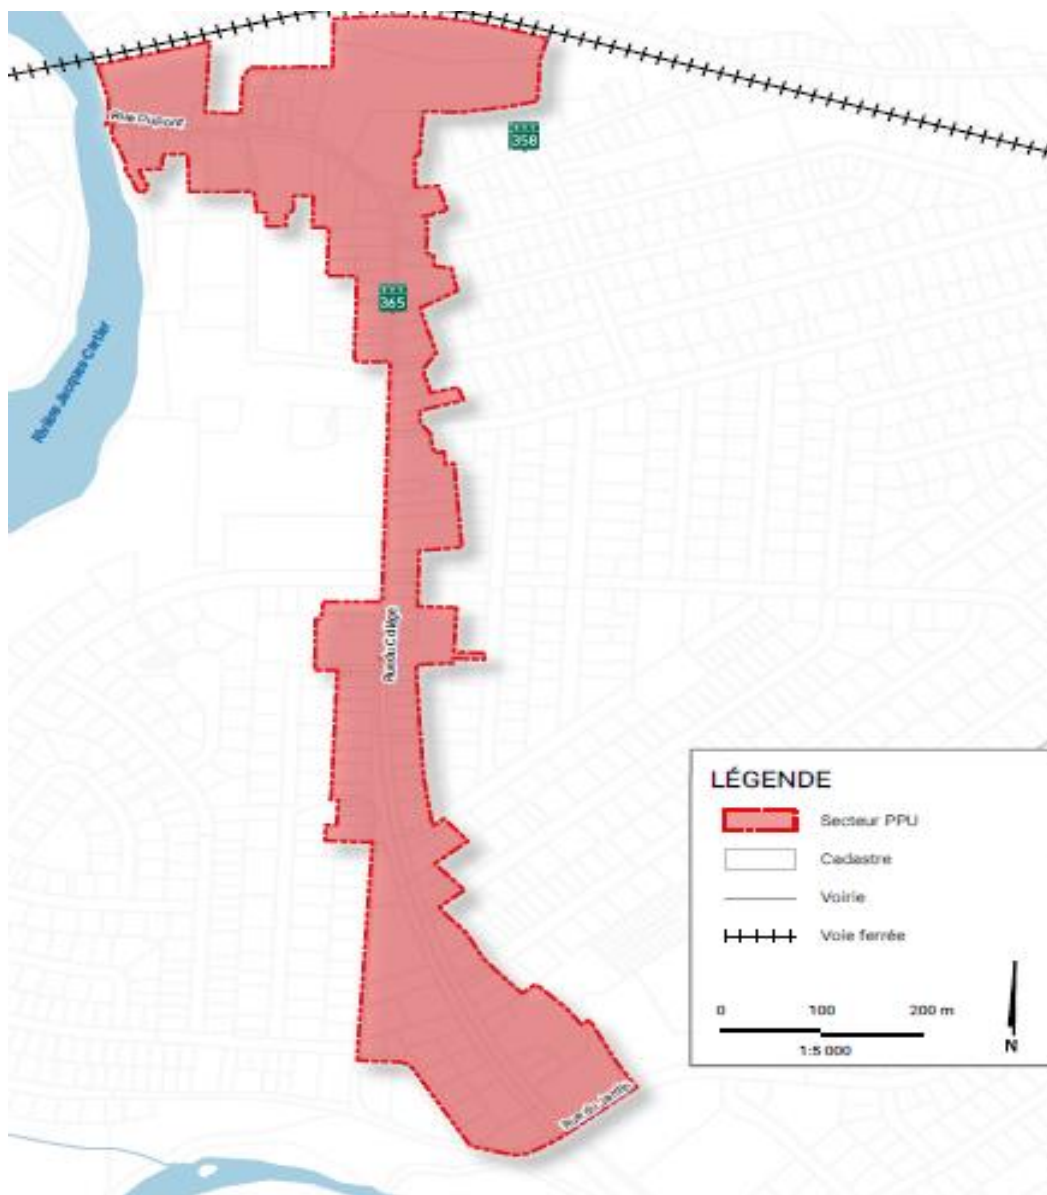 Rue Dupont
358
365
Rivière Jacques Cartier
Rue du Collège
LÉGENDE
Secteur PPU
Cadastre
Voirie
Voie ferrée
0 100 200 m
1:5 000
N
Rue du Jardin